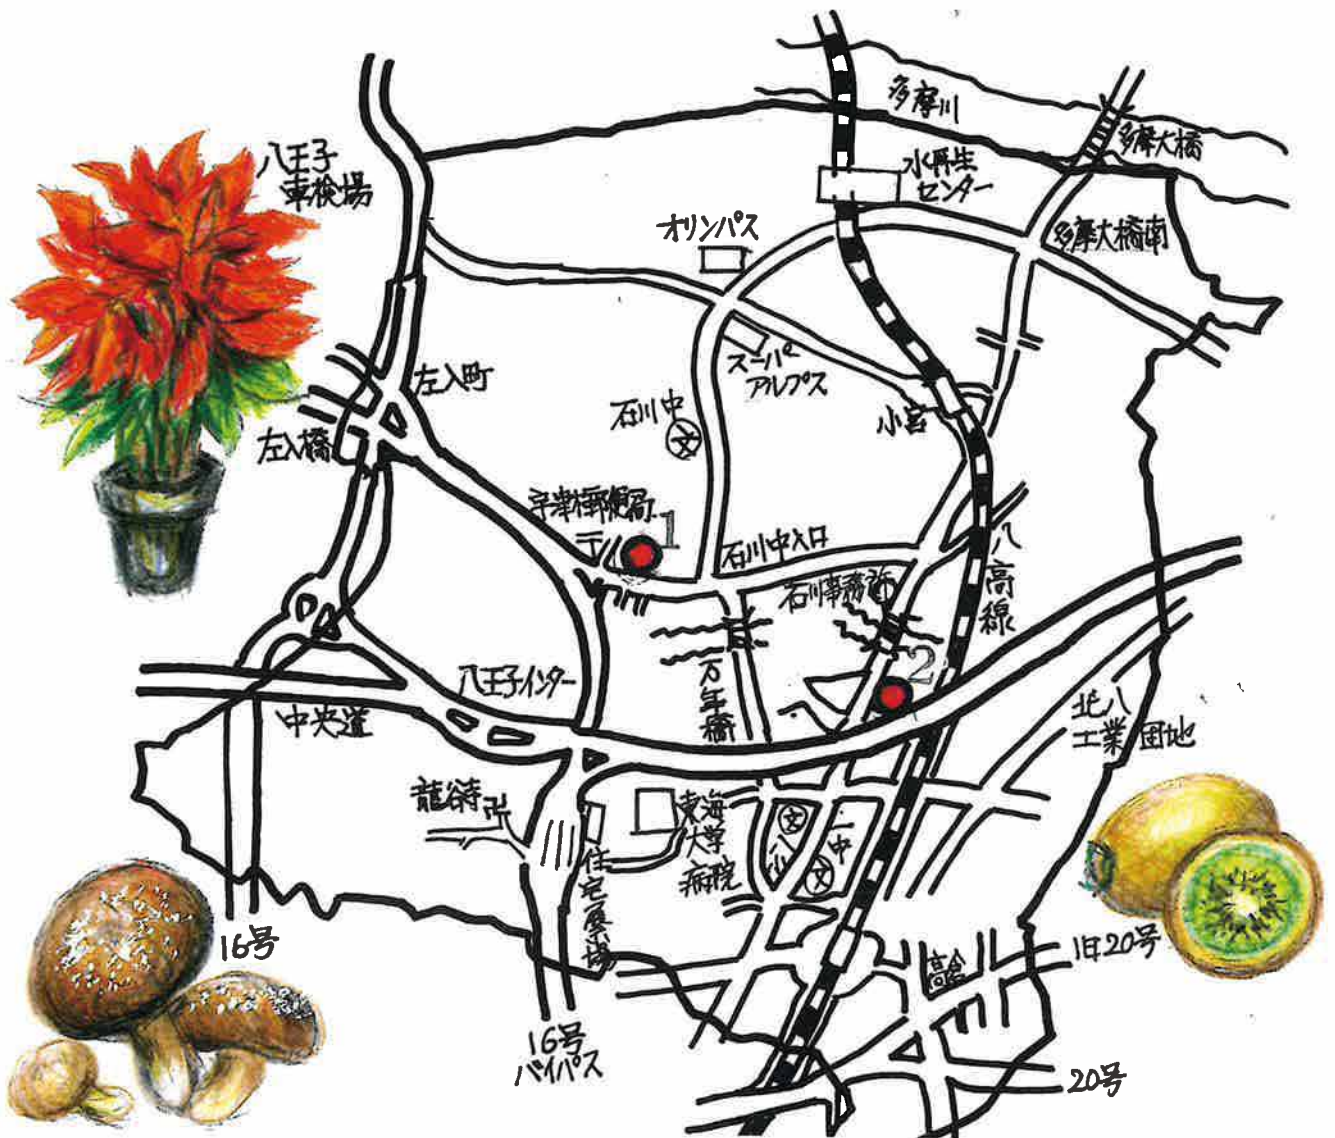 多摩川
多摩大橋
八王子
車検場
水再生
センター
オリンパス
多摩大橋南
スーパー
アルプス
左入町
石川中
文
小宮
左入橋
宇津木郵便局
〒
1
石川中入口
石川事務所
八高線
2
万年橋
八王子インター
中央道
北八
工業団地
龍谷寺
卍
東海
大学
病院
文
八小
一中
文
住宅展示場
16号
高倉
旧20号
16号
バイパス
20号